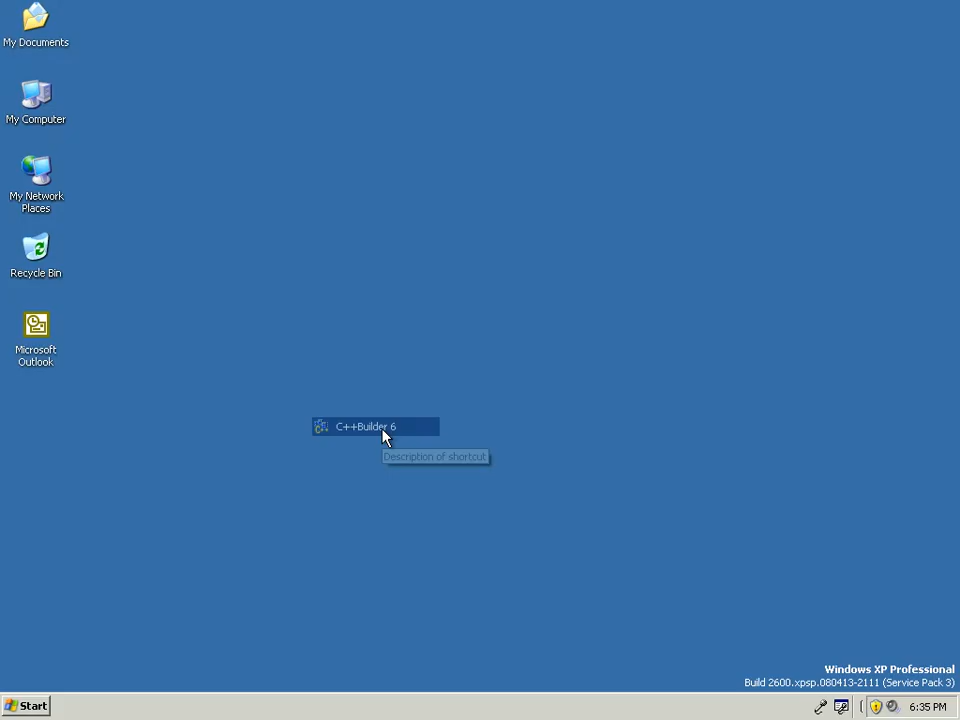 My Documents
My Computer
My Network
Places
Recycle Bin
Microsoft
Outlook
C++Builder 6
Description of shortcut
Windows XP Professional
Build 2600.xpsp.080413-2111 (Service Pack 3)
Start
6:35 PM